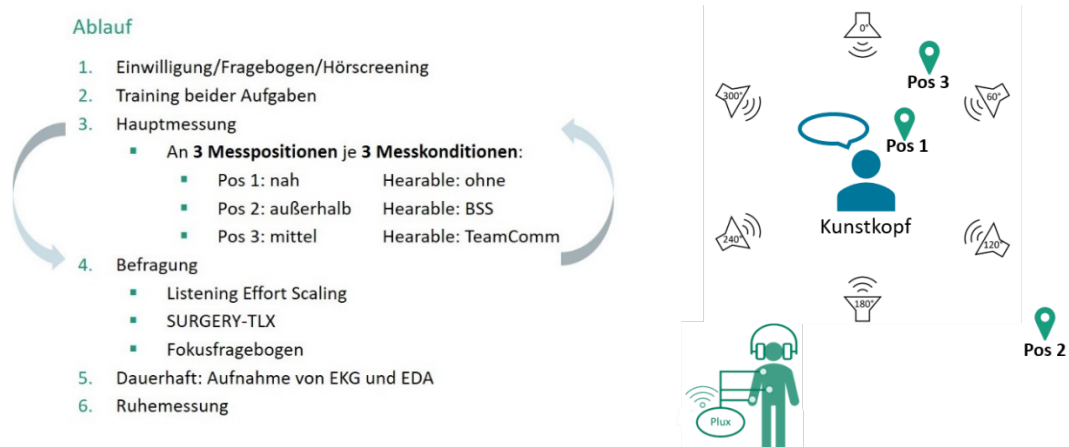 Ablauf
1. Einwilligung/Fragebogen/Hörscreening
2. Training beider Aufgaben
3. Hauptmessung
▪ An 3 Messpositionen je 3 Messkonditionen:
▪ Pos 1: nah Hearable: ohne
▪ Pos 2: außerhalb Hearable: BSS
▪ Pos 3: mittel Hearable: TeamComm
4. Befragung
▪ Listening Effort Scaling
▪ SURGERY-TLX
▪ Fokusfragebogen
5. Dauerhaft: Aufnahme von EKG und EDA
6. Ruhemessung
0°
Pos 3
300°
60°
Pos 1
Kunstkopf
240°
120°
180°
Pos 2
Plux